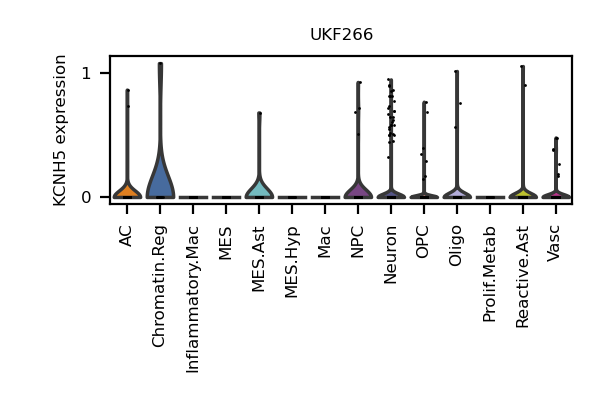 UKF266
KCNH5 expression
1
0
AC
Chromatin.Reg
Inflammatory.Mac
MES
MES.Ast
MES.Hyp
Mac
NPC
Neuron
OPC
Oligo
Prolif.Metab
Reactive.Ast
Vasc